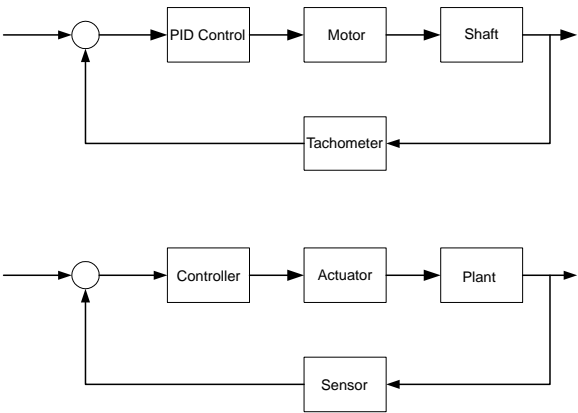 PID Control
Motor
Shaft
Tachometer
Controller
Actuator
Plant
Sensor